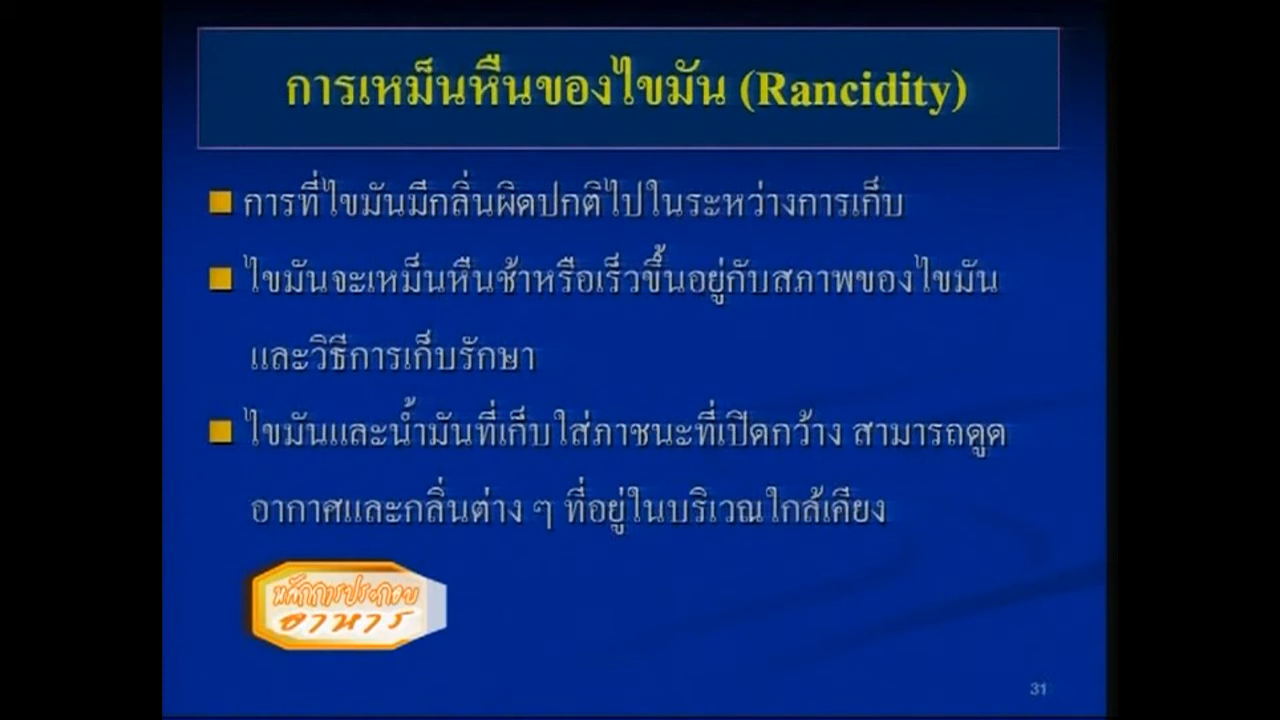 การเหม็นหืนของไขมัน (Rancidity)
การที่ไขมันมีกลิ่นผิดปกติไปในระหว่างการเก็บ
ไขมันจะเหม็นหืนช้าหรือเร็วขึ้นอยู่กับสภาพของไขมัน
และวิธีการเก็บรักษา
ไขมันและน้ำมันที่เก็บใส่ภาชนะที่เปิดกว้าง สามารถดูด
อากาศและกลิ่นต่าง ๆ ที่อยู่ในบริเวณใกล้เคียง
หลักการประกอบ
อาหาร
31